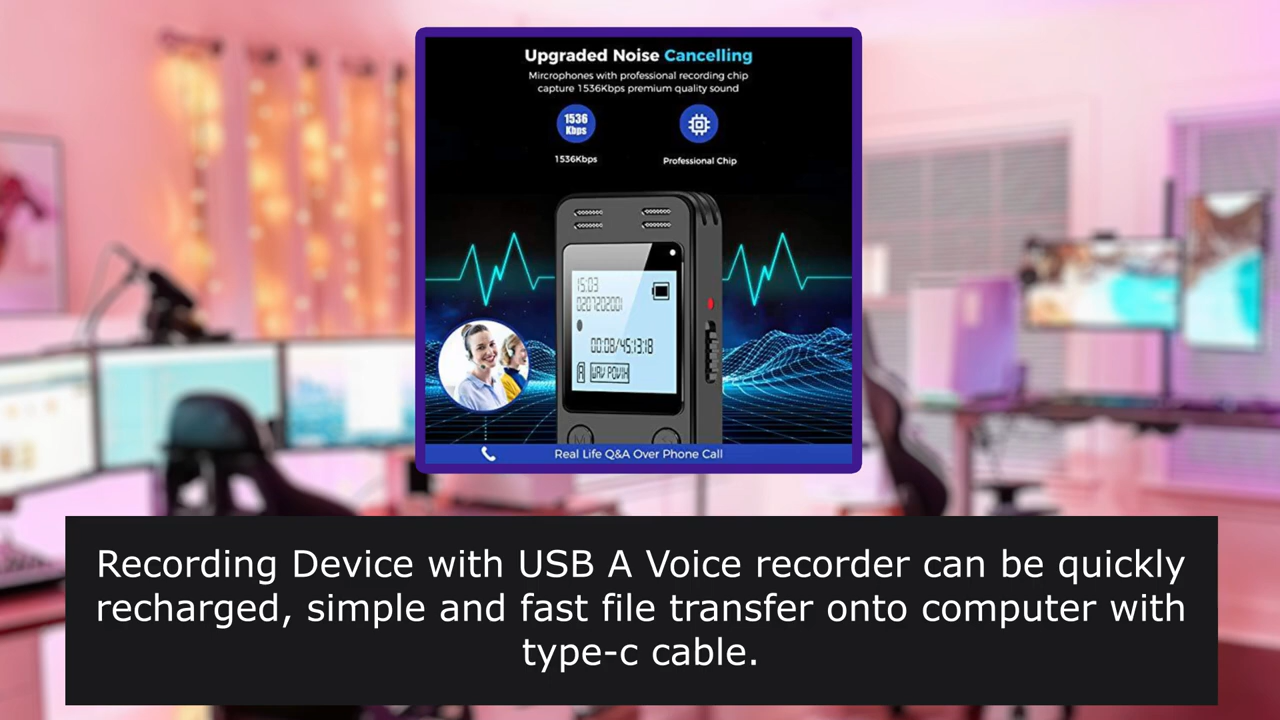 Upgraded Noise Cancelling
Mircrophones with professional recording chip
capture 1536Kbps premium quality sound
1536
Kbps
1536Kbps
Professional Chip
15:03
00:08/45:13:18
Real Life Q&A Over Phone Call
Recording Device with USB A Voice recorder can be quickly
recharged, simple and fast file transfer onto computer with
type-c cable.